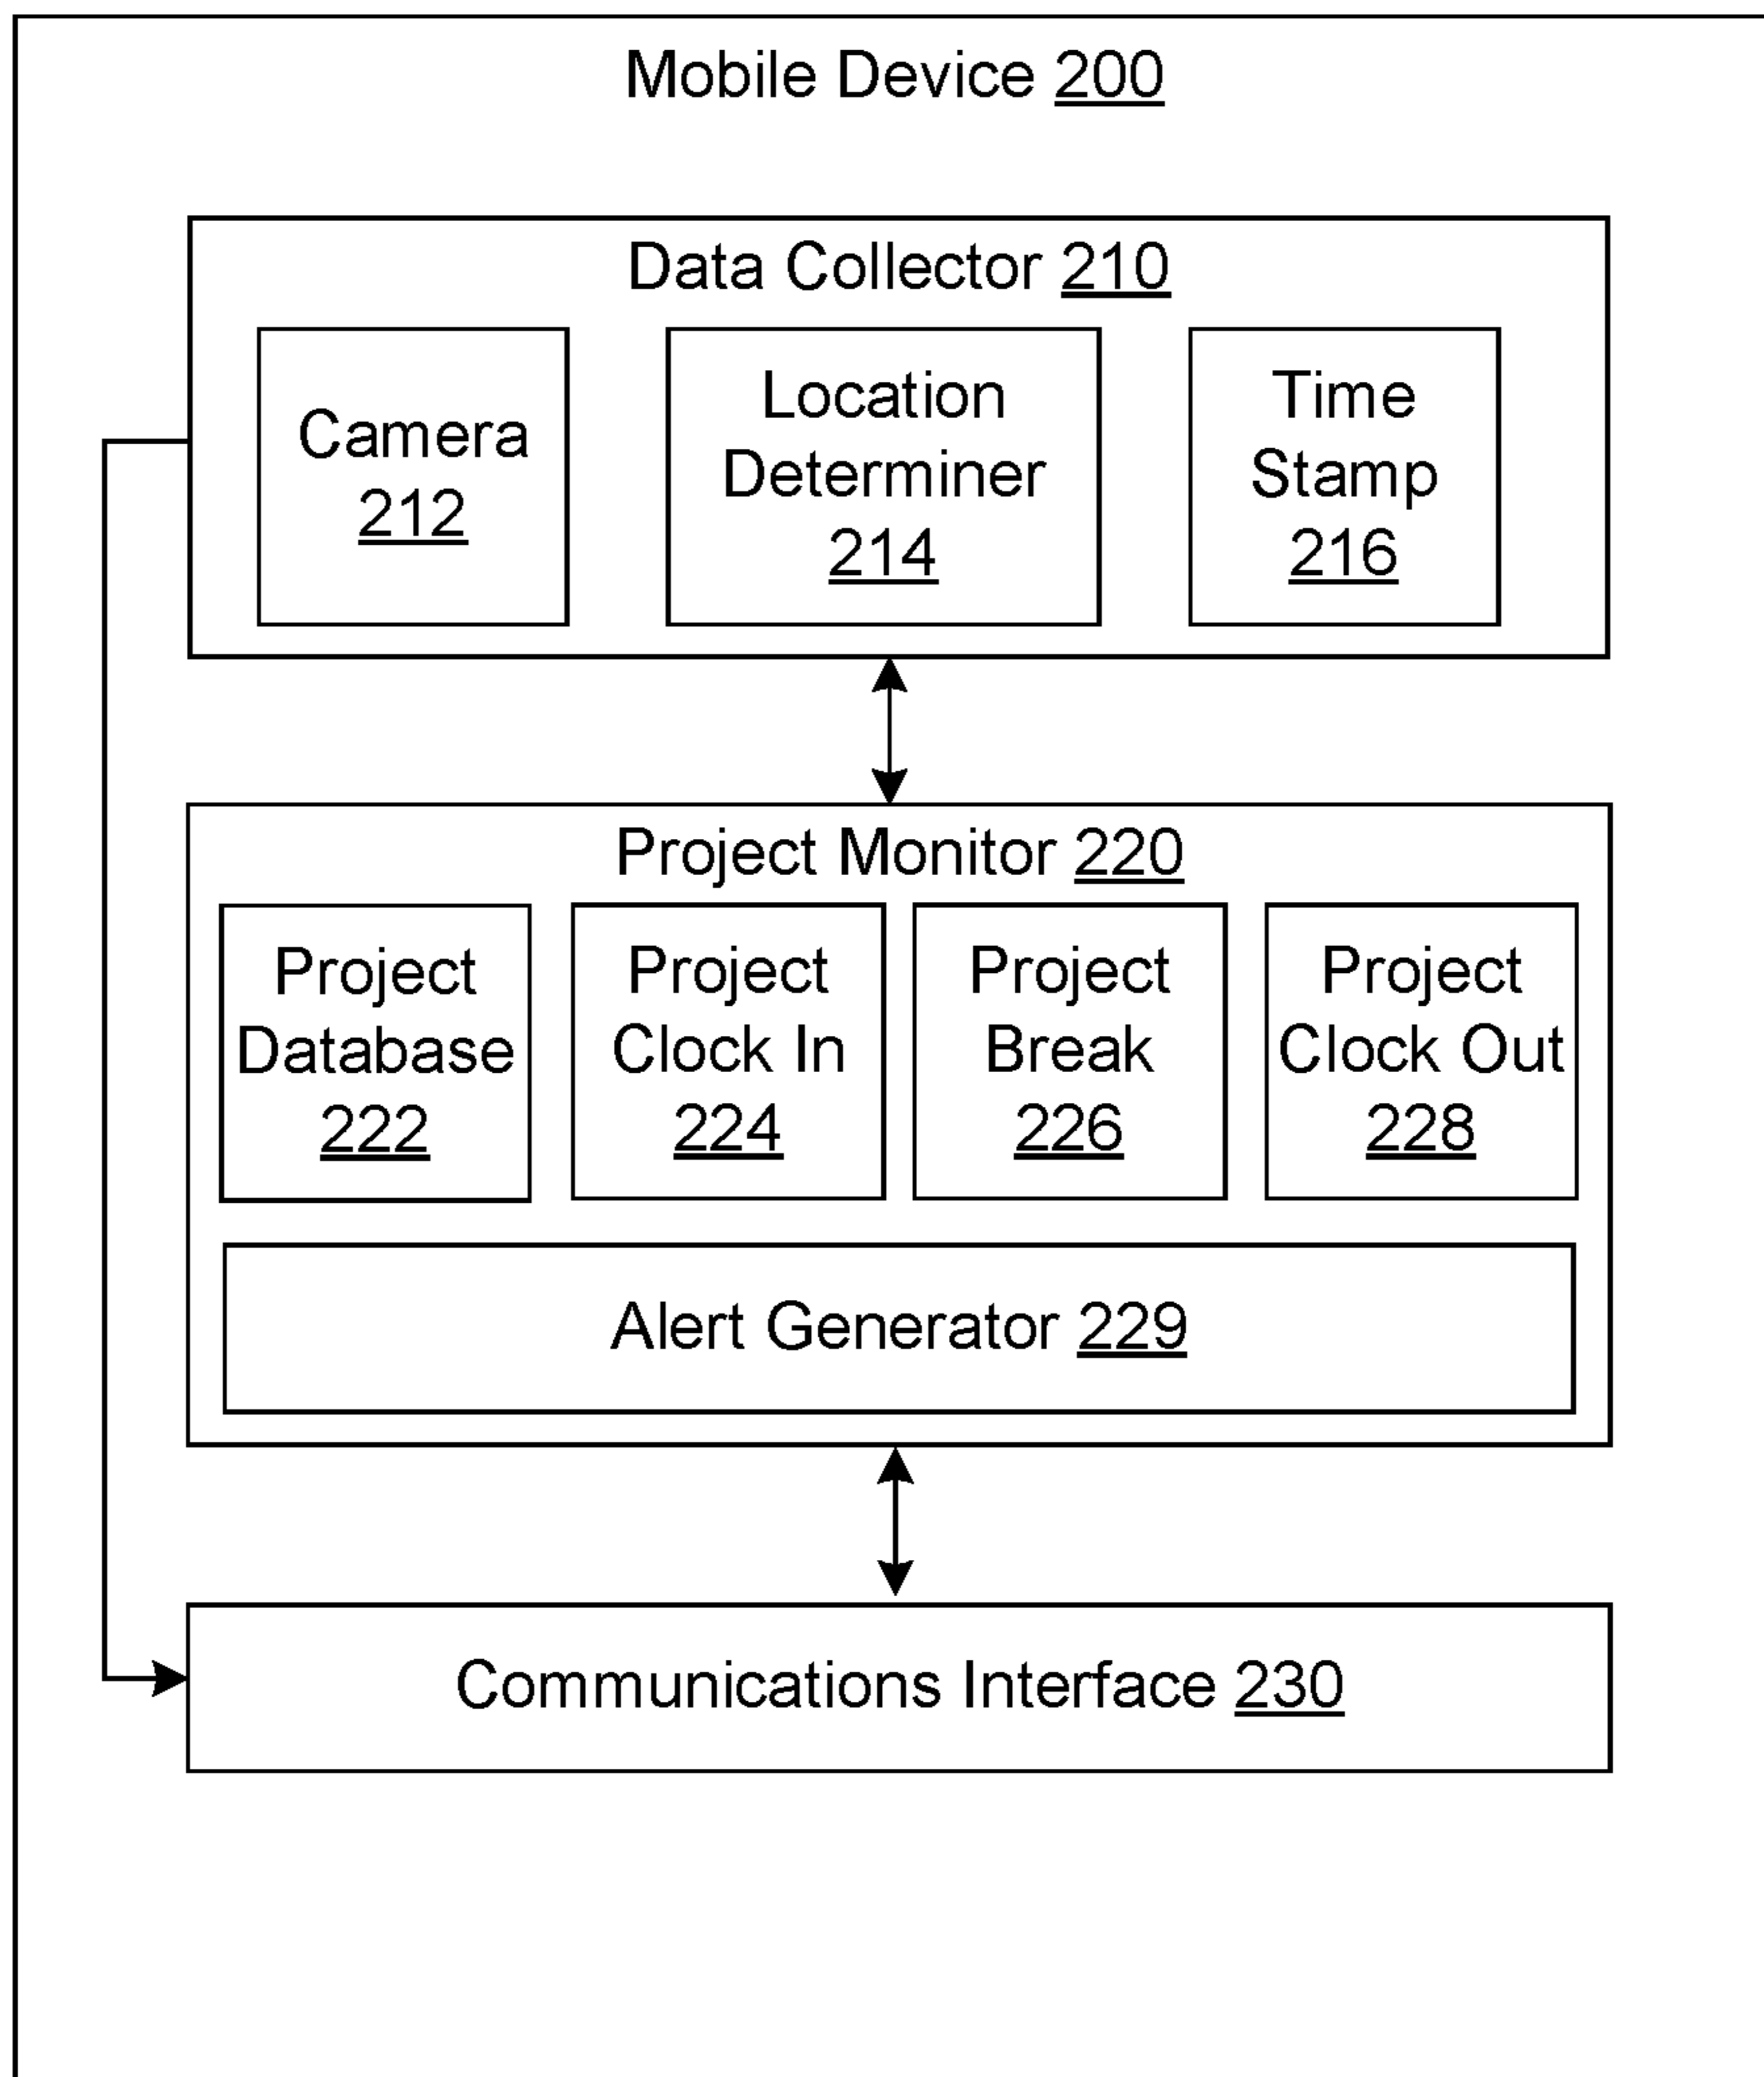 Mobile Device 200
Data Collector 210
Camera
212
Location
Determiner
214
Time
Stamp
216
Project Monitor 220
Project
Database
222
Project
Clock In
224
Project
Break
226
Project
Clock Out
228
Alert Generator 229
Communications Interface 230